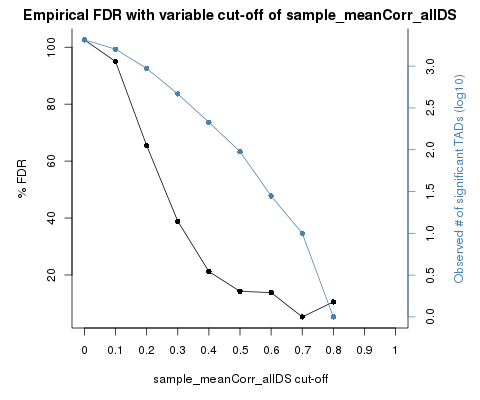 Empirical FDR with variable cut-off of sample_meanCorr_allDS
% FDR
20
40
60
80
100
0.0
0.5
1.0
1.5
2.0
2.5
3.0
Observed # of significant TADs (log10)
0 0.1 0.2 0.3 0.4 0.5 0.6 0.7 0.8 0.9 1
sample_meanCorr_allDS cut-off